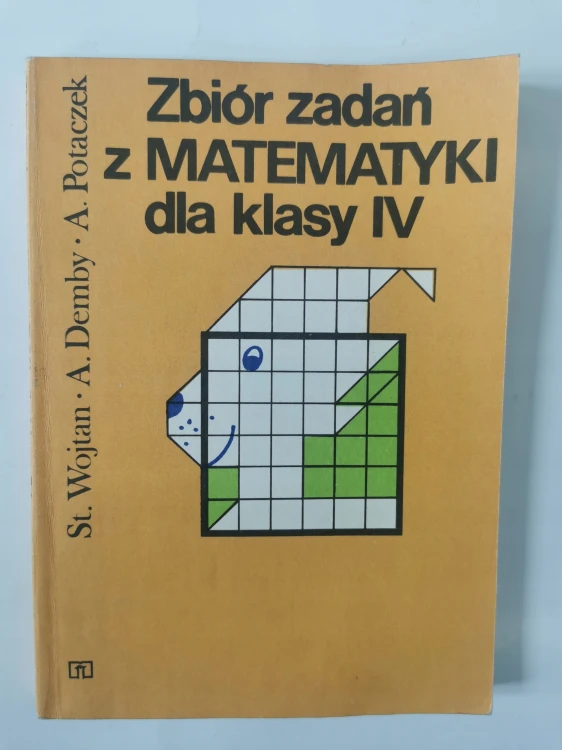 Zbiór zadań
z MATEMATYKI
dla klasy IV
St. Wojtan · A. Demby · A. Potaczek